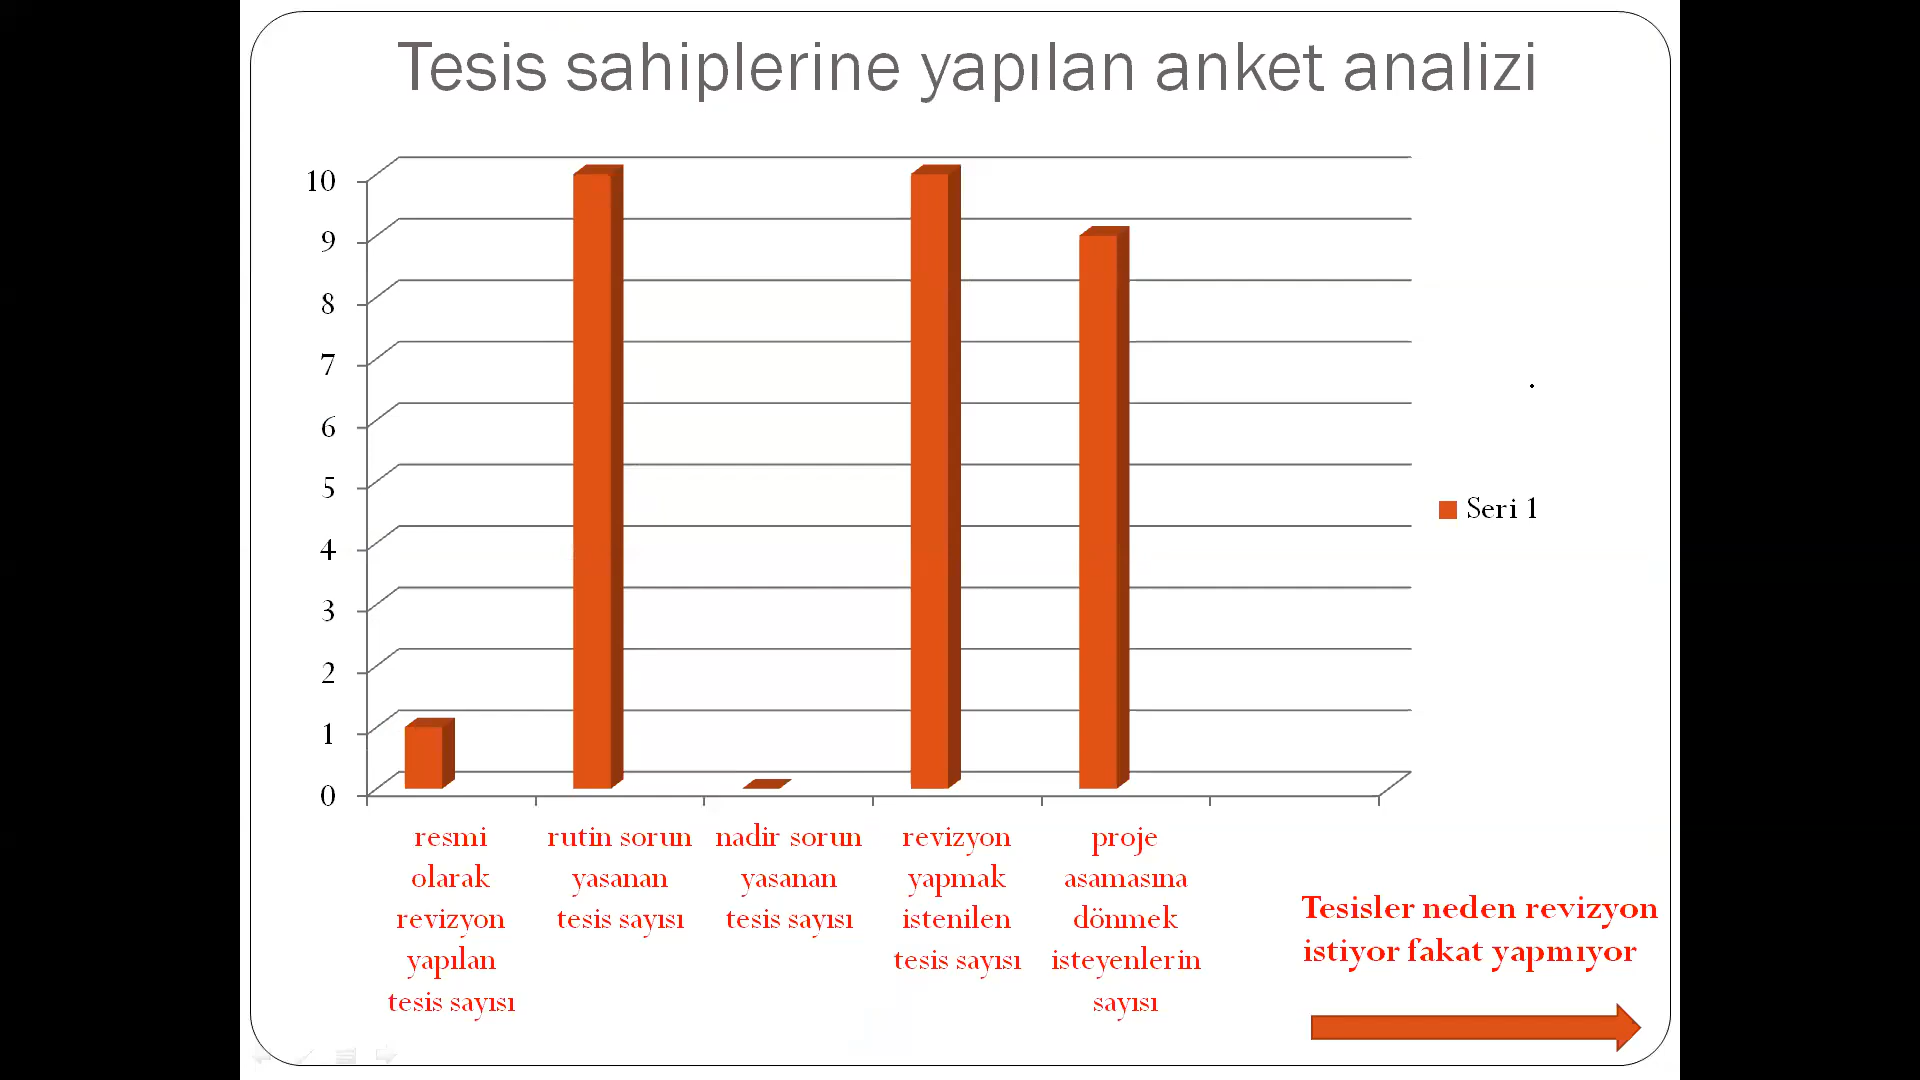 Tesis sahiplerine yapılan anket analizi
10
9
8
7
6
5
4
3
2
1
0
Seri 1
resmi
olarak
revizyon
yapılan
tesis sayısı
rutin sorun
yasanan
tesis sayısı
nadir sorun
yasanan
tesis sayısı
revizyon
yapmak
istenilen
tesis sayısı
proje
asamasına
dönmek
isteyenlerin
sayısı
Tesisler neden revizyon
istiyor fakat yapmıyor